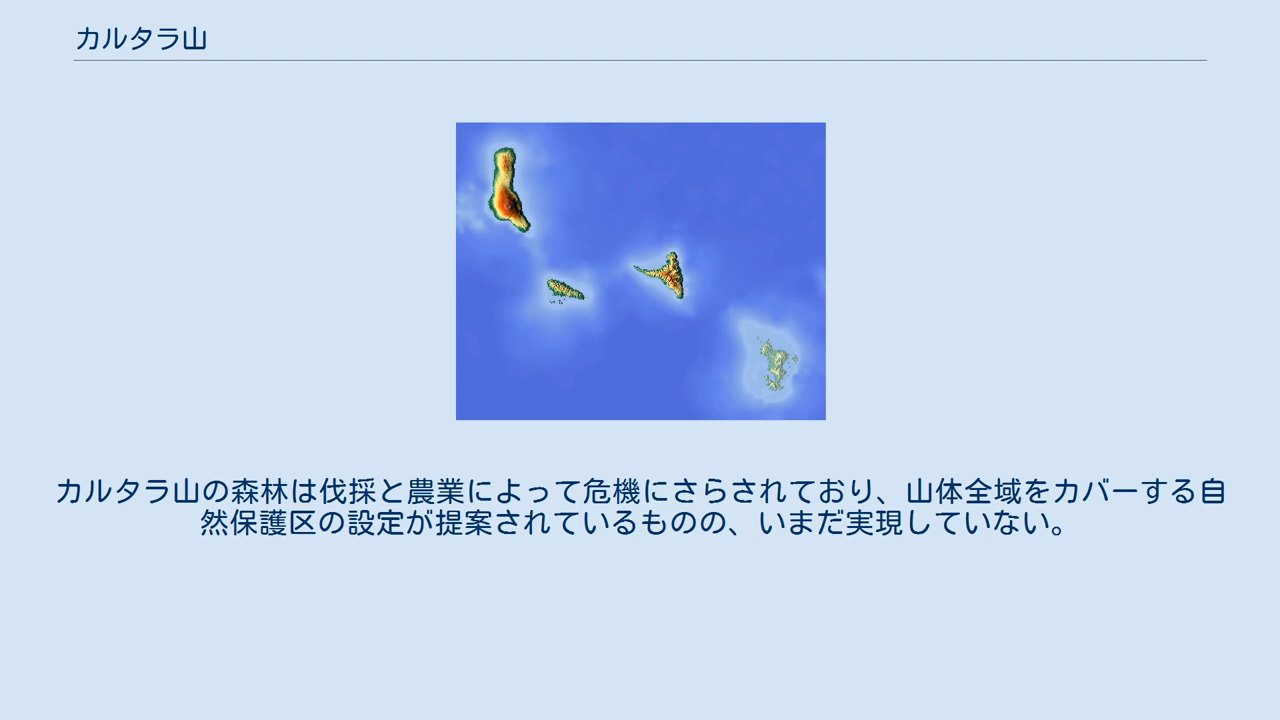 カルタラ山
カルタラ山の森林は伐採と農業によって危機にさらされており、山体全域をカバーする自
然保護区の設定が提案されているものの、いまだ実現していない。